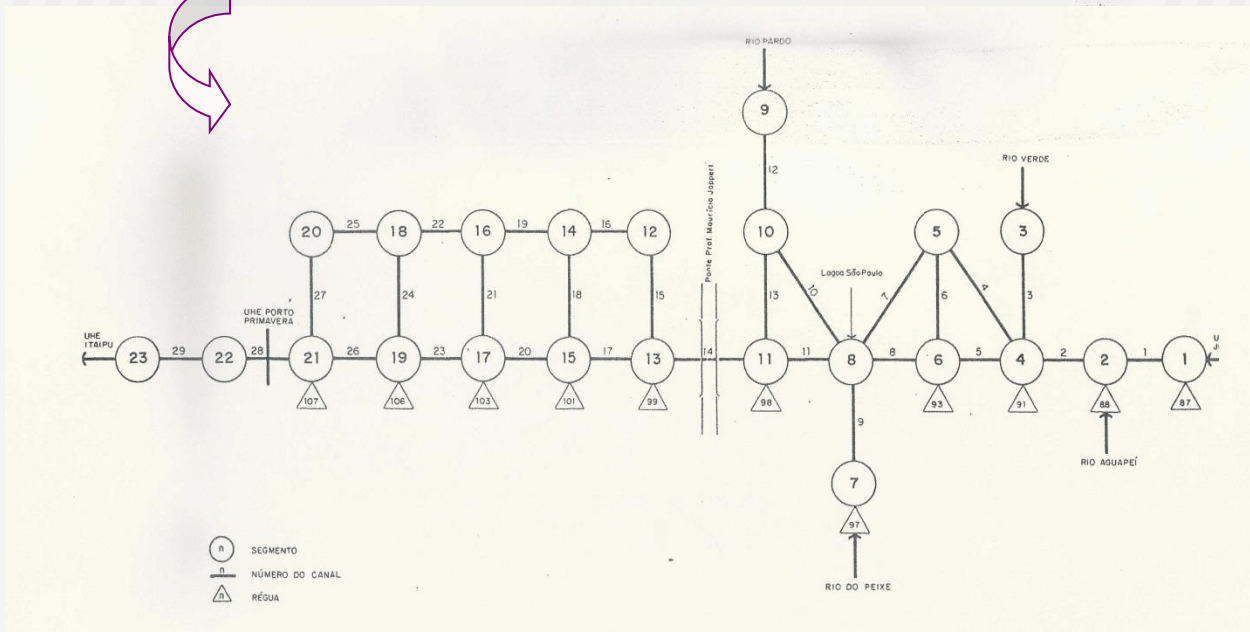 RIO PARDO
9
12
RIO VERDE
20 25 18 22 16 19 14 16 12
Ponte Prof. Maurício Joppert
10
5
3
Lagoa São Paulo
27 24 21 18 15 13 10 7 6 4 3
UHE PORTO
PRIMAVERA
UHE
ITAIPU
23 29 22 28 21 26 19 23 17 20 15 17 13 14 11 11 8 8 6 5 4 2 2 1 1
107 106 103 101 99 98 93 91 88 87
9
RIO AGUAPEÍ
7
97
RIO DO PEIXE
n SEGMENTO
n NÚMERO DO CANAL
n RÉGUA